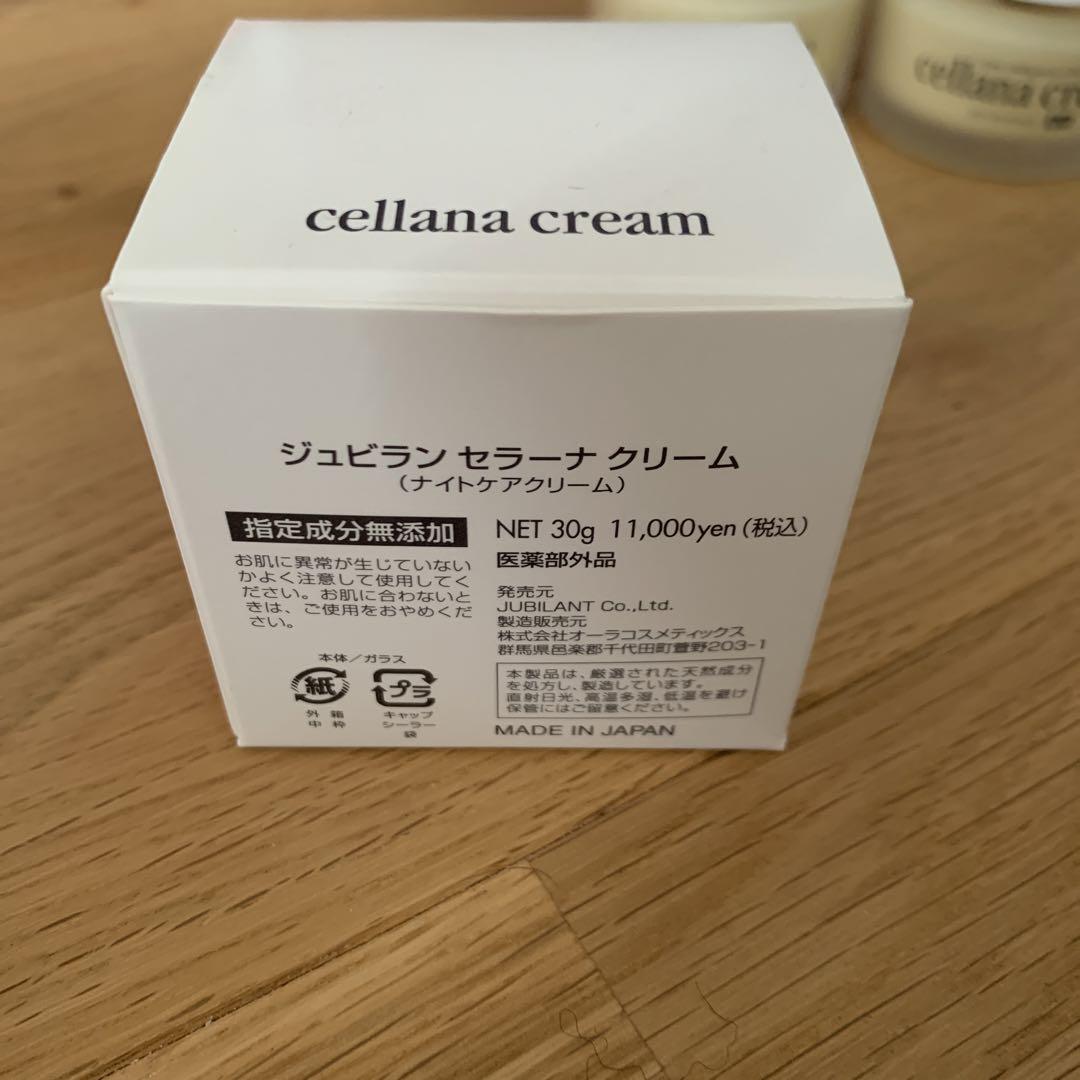 cellana cream
cellana cr
ジュビラン セラーナ クリーム
(ナイトケアクリーム)
指定成分無添加
お肌に異常が生じていない
かよく注意して使用してく
ださい。お肌に合わないと
きは、ご使用をおやめくだ
さい。
本体/ガラス
紙
外 箱
中 枠
プラ
キャップ
シーラー
袋
NET 30g 11,000yen(税込)
医薬部外品
発売元
JUBILANT Co.,Ltd.
製造販売元
株式会社オーラコスメティックス
群馬県邑楽郡千代田町萱野203-1
本製品は、厳選された天然成分
を処方し、製造しています。
直射日光、高温多湿、低温を避け
保管にはご留意ください。
MADE IN JAPAN